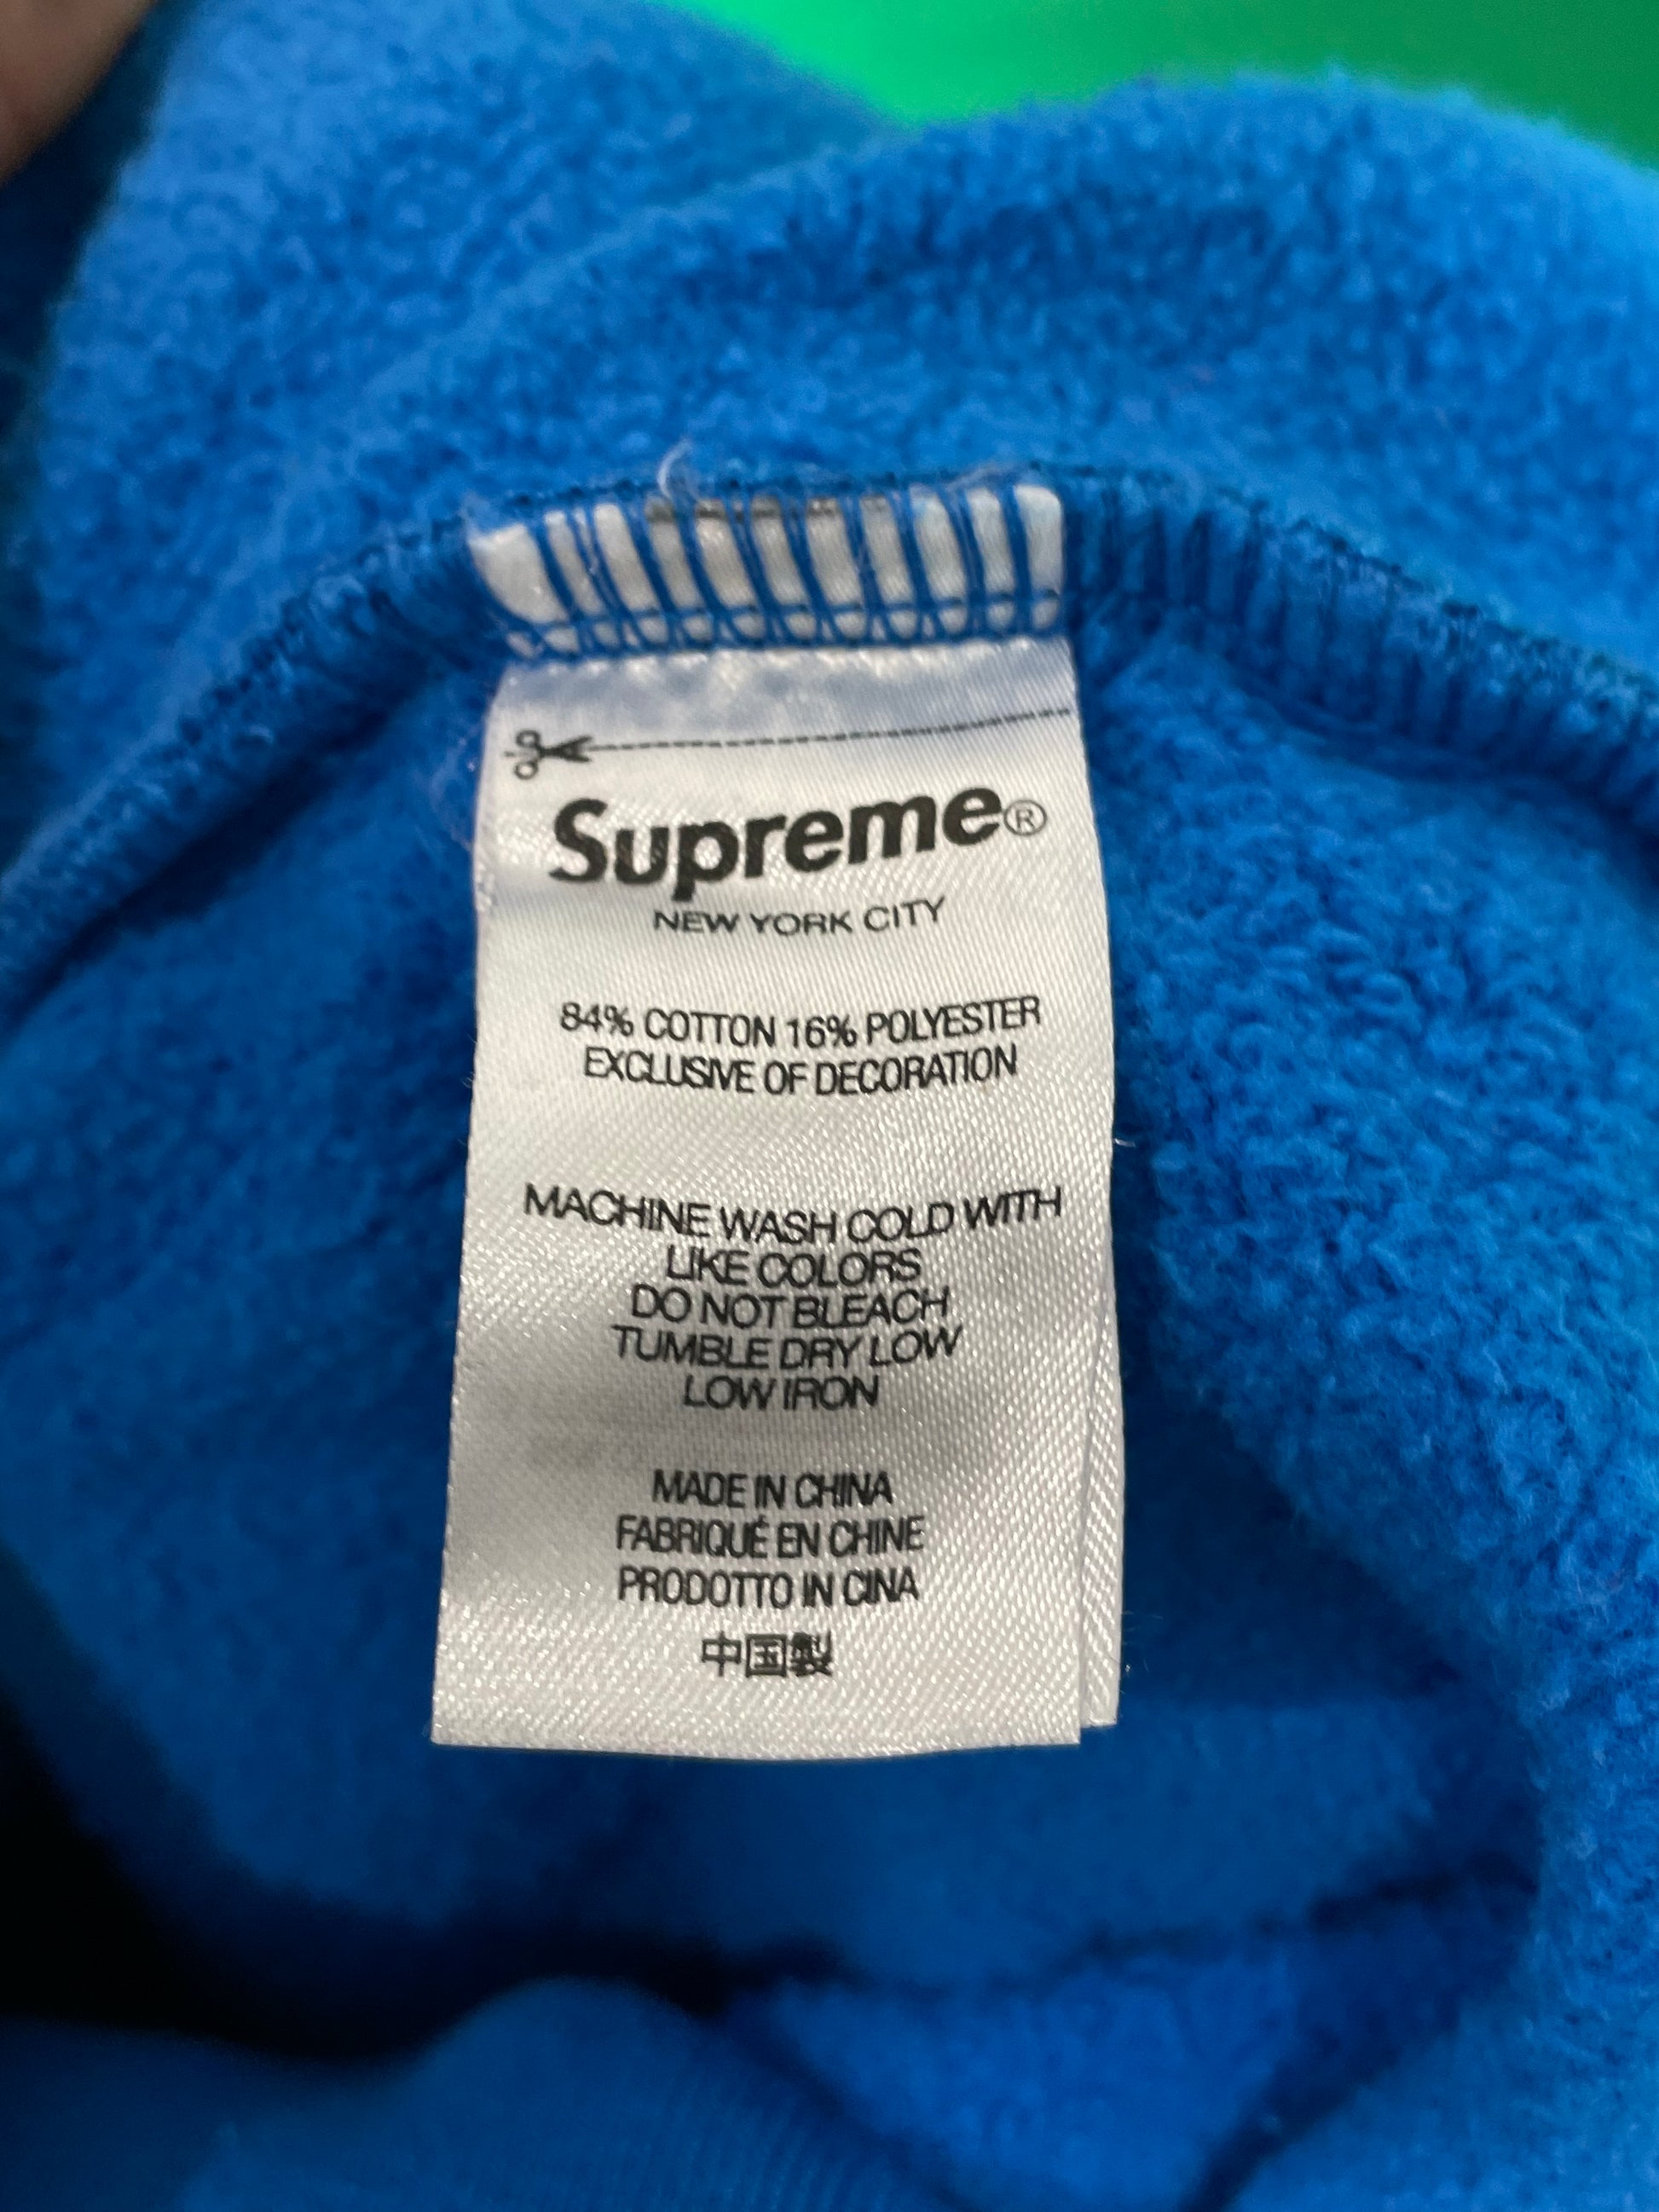 Supreme®
NEW YORK CITY
84% COTTON 16% POLYESTER
EXCLUSIVE OF DECORATION
MACHINE WASH COLD WITH
LIKE COLORS
DO NOT BLEACH
TUMBLE DRY LOW
LOW IRON
MADE IN CHINA
FABRIQUÉ EN CHINE
PRODOTTO IN CINA
中国製